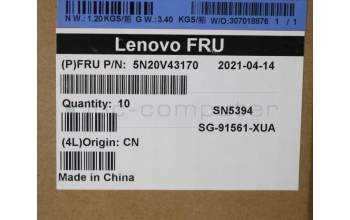 N W.: 1.20 KGS/箱 G W.: 3.40 KGS/箱 W/O:307018876 1 / 1
Lenovo FRU
(P)FRU P/N: 5N20V43170 2021-04-14
Quantity: 10
SN5394
SG-91561-XUA
(4L)Origin: CN
Made in China